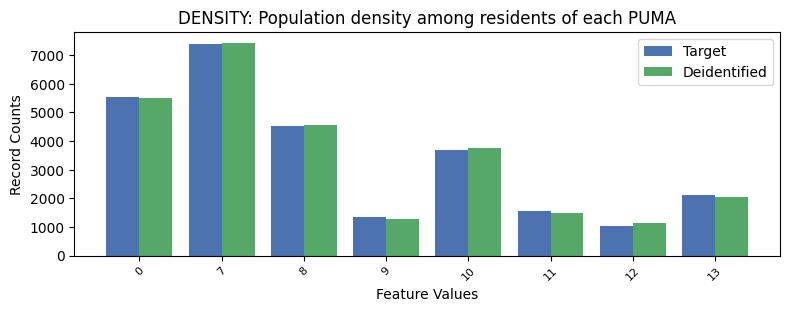 DENSITY: Population density among residents of each PUMA
Target
Deidentified
Record Counts
7000
6000
5000
4000
3000
2000
1000
0
0 7 8 9 10 11 12 13
Feature Values